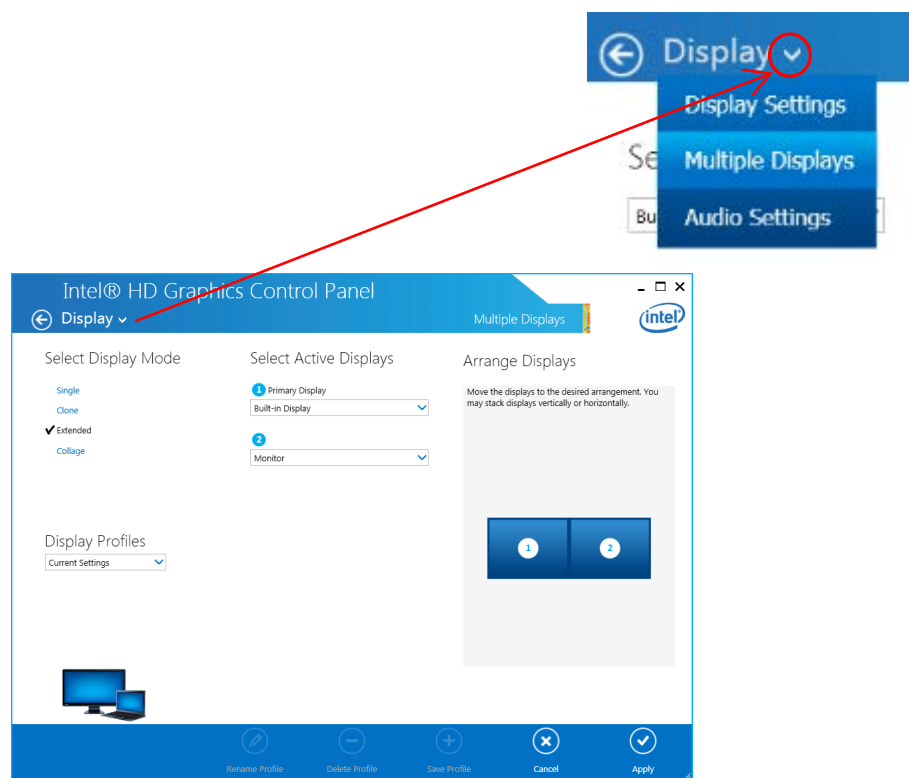 Display
Display Settings
Se
Multiple Displays
Bu
Audio Settings
Intel® HD Graphics Control Panel
Display
Multiple Displays
intel
Select Display Mode
Single
Clone
Extended
Collage
Select Active Displays
1 Primary Display
Built-in Display
2
Monitor
Arrange Displays
Move the displays to the desired arrangement. You
may stack displays vertically or horizontally.
1 2
Display Profiles
Current Settings
Rename Profile Delete Profile Save Profile Cancel Apply